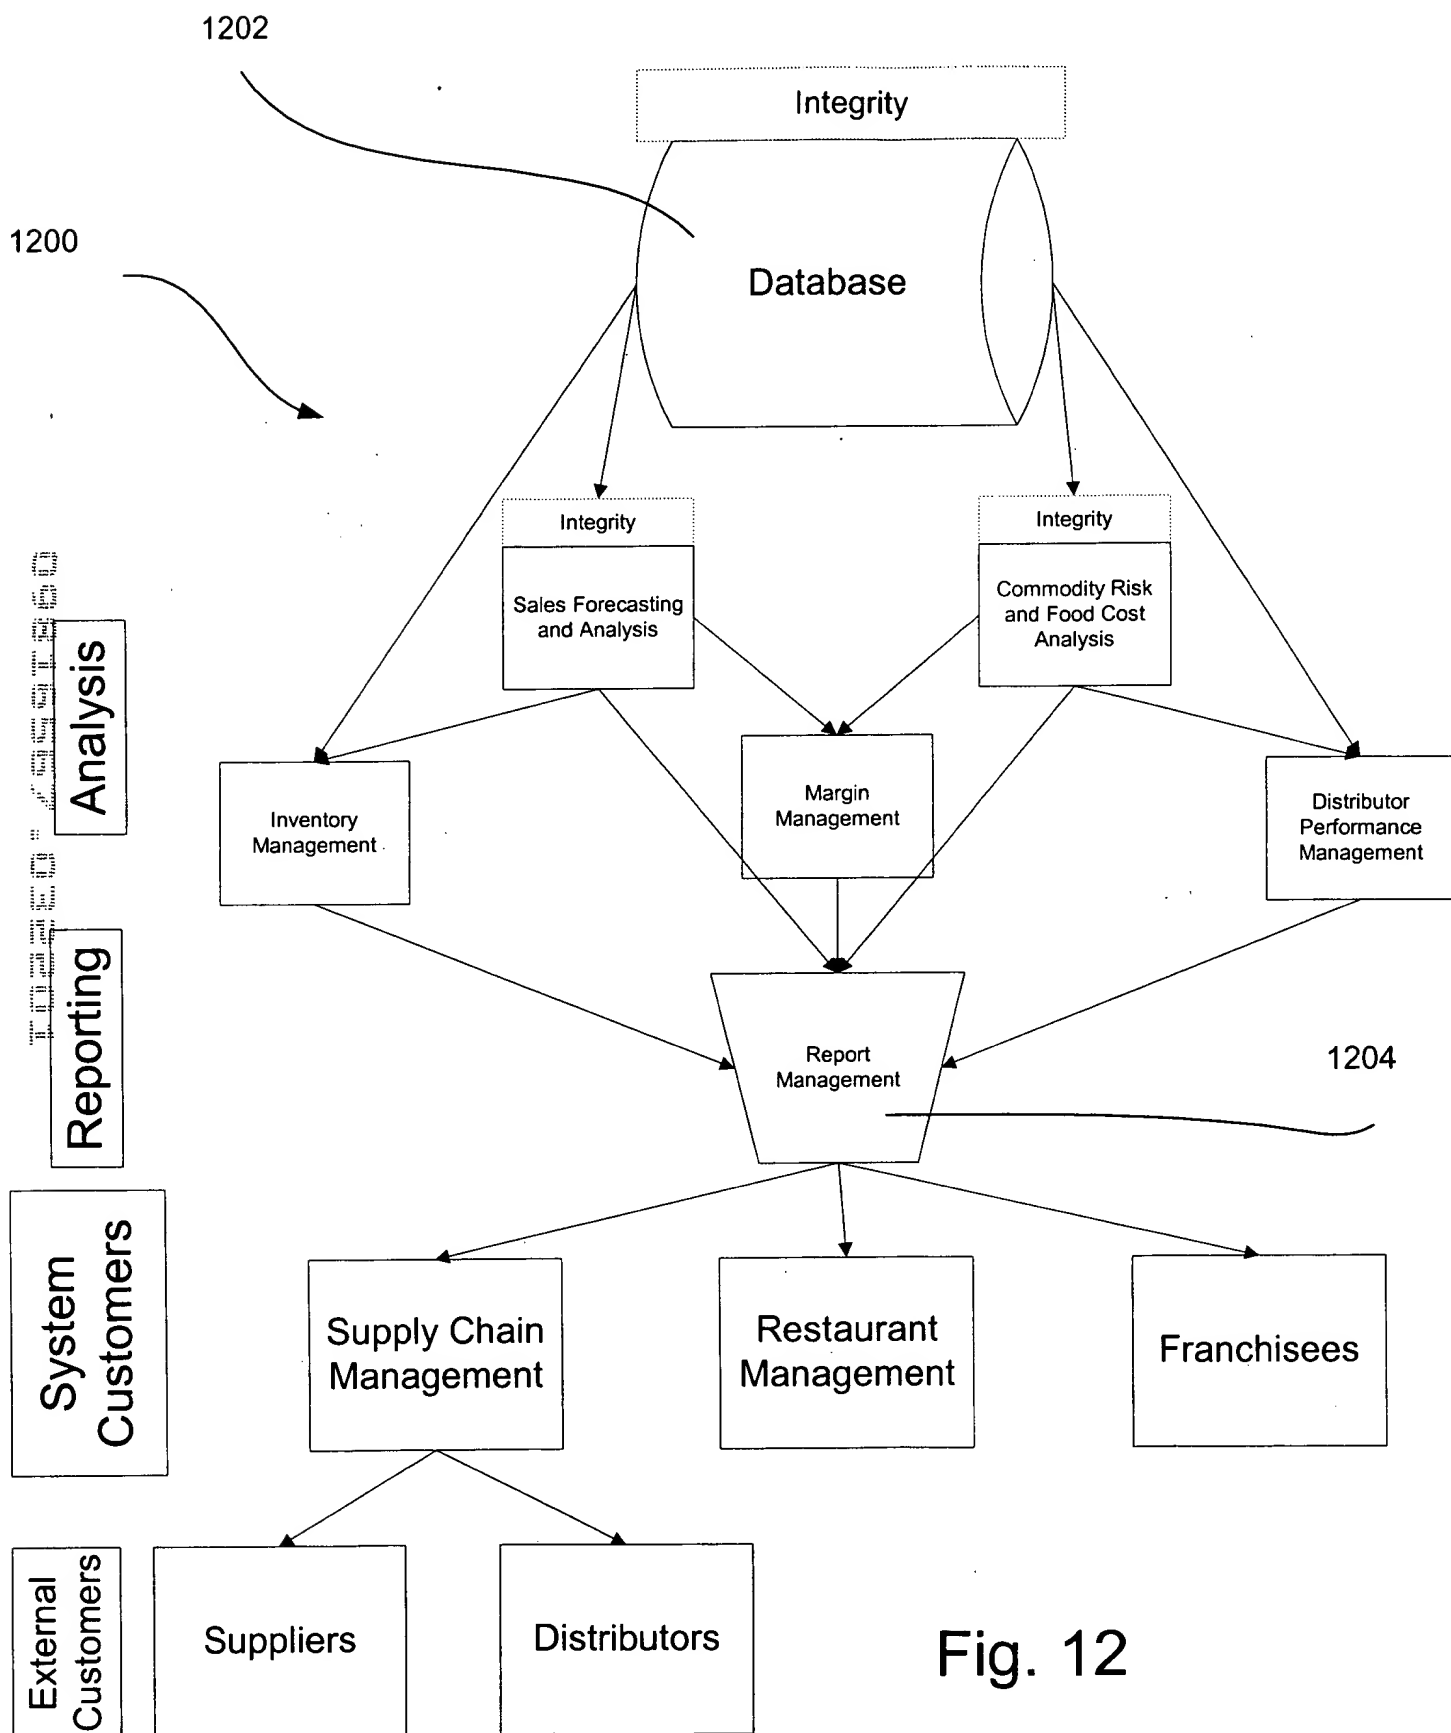 1202
Integrity
1200
Database
Integrity
Integrity
Sales Forecasting
and Analysis
Commodity Risk
and Food Cost
Analysis
Analysis
Inventory
Management
Margin
Management
Distributor
Performance
Management
Reporting
Report
Management
1204
System
Customers
Supply Chain
Management
Restaurant
Management
Franchisees
External
Customers
Suppliers
Distributors
Fig. 12